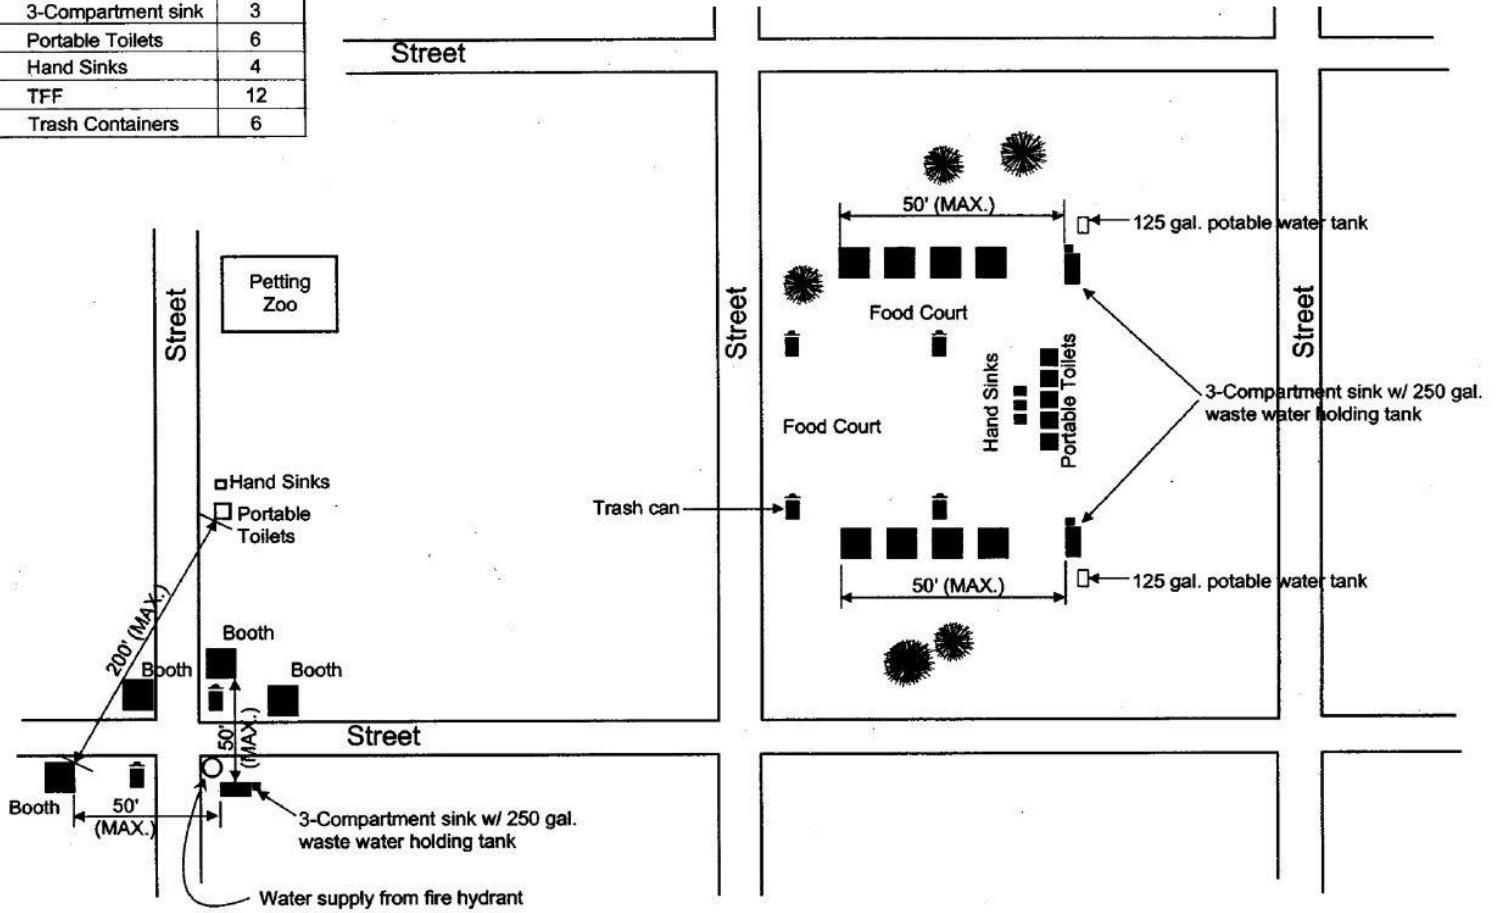 3-Compartment sink 3
Portable Toilets 6
Hand Sinks 4
TFF 12
Trash Containers 6
Street
50' (MAX.)
125 gal. potable water tank
Petting
Zoo
Street
Street
Street
Food Court
Hand Sinks
Portable Toilets
3-Compartment sink w/ 250 gal.
waste water holding tank
Food Court
Hand Sinks
Portable
Toilets
Trash can
200' (MAX.)
50' (MAX.)
125 gal. potable water tank
Booth
Booth
Booth
50'
(MAX.)
Street
Booth
50'
(MAX.)
3-Compartment sink w/ 250 gal.
waste water holding tank
Water supply from fire hydrant